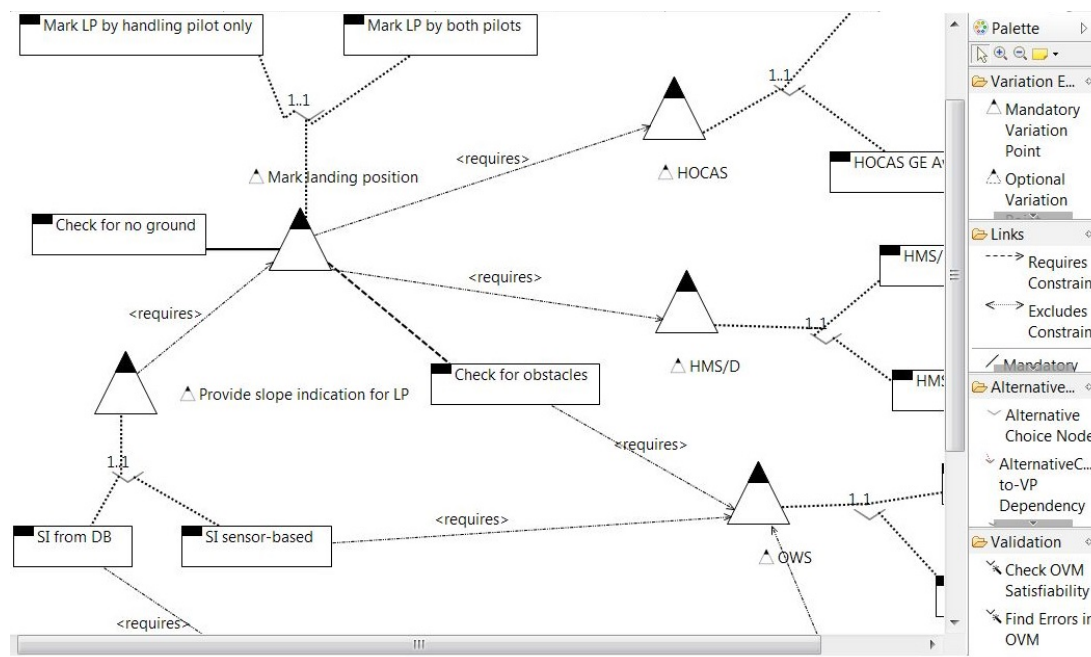 Mark LP by handling pilot only
Mark LP by both pilots
1..1
1..1
<requires>
HOCAS
HOCAS GE A
Mark landing position
Check for no ground
HMS/
<requires>
<requires>
1..1
HMS/D
Check for obstacles
HMS
Provide slope indication for LP
<requires>
1..1
1..1
<requires>
SI from DB
SI sensor-based
OWS
<requires>
Palette
Variation E...
Mandatory
Variation
Point
Optional
Variation
Links
Requires
Constrain
Excludes
Constrain
Mandatory
Alternative...
Alternative
Choice Node
AlternativeC...
to-VP
Dependency
Validation
Check OVM
Satisfiability
Find Errors in
OVM